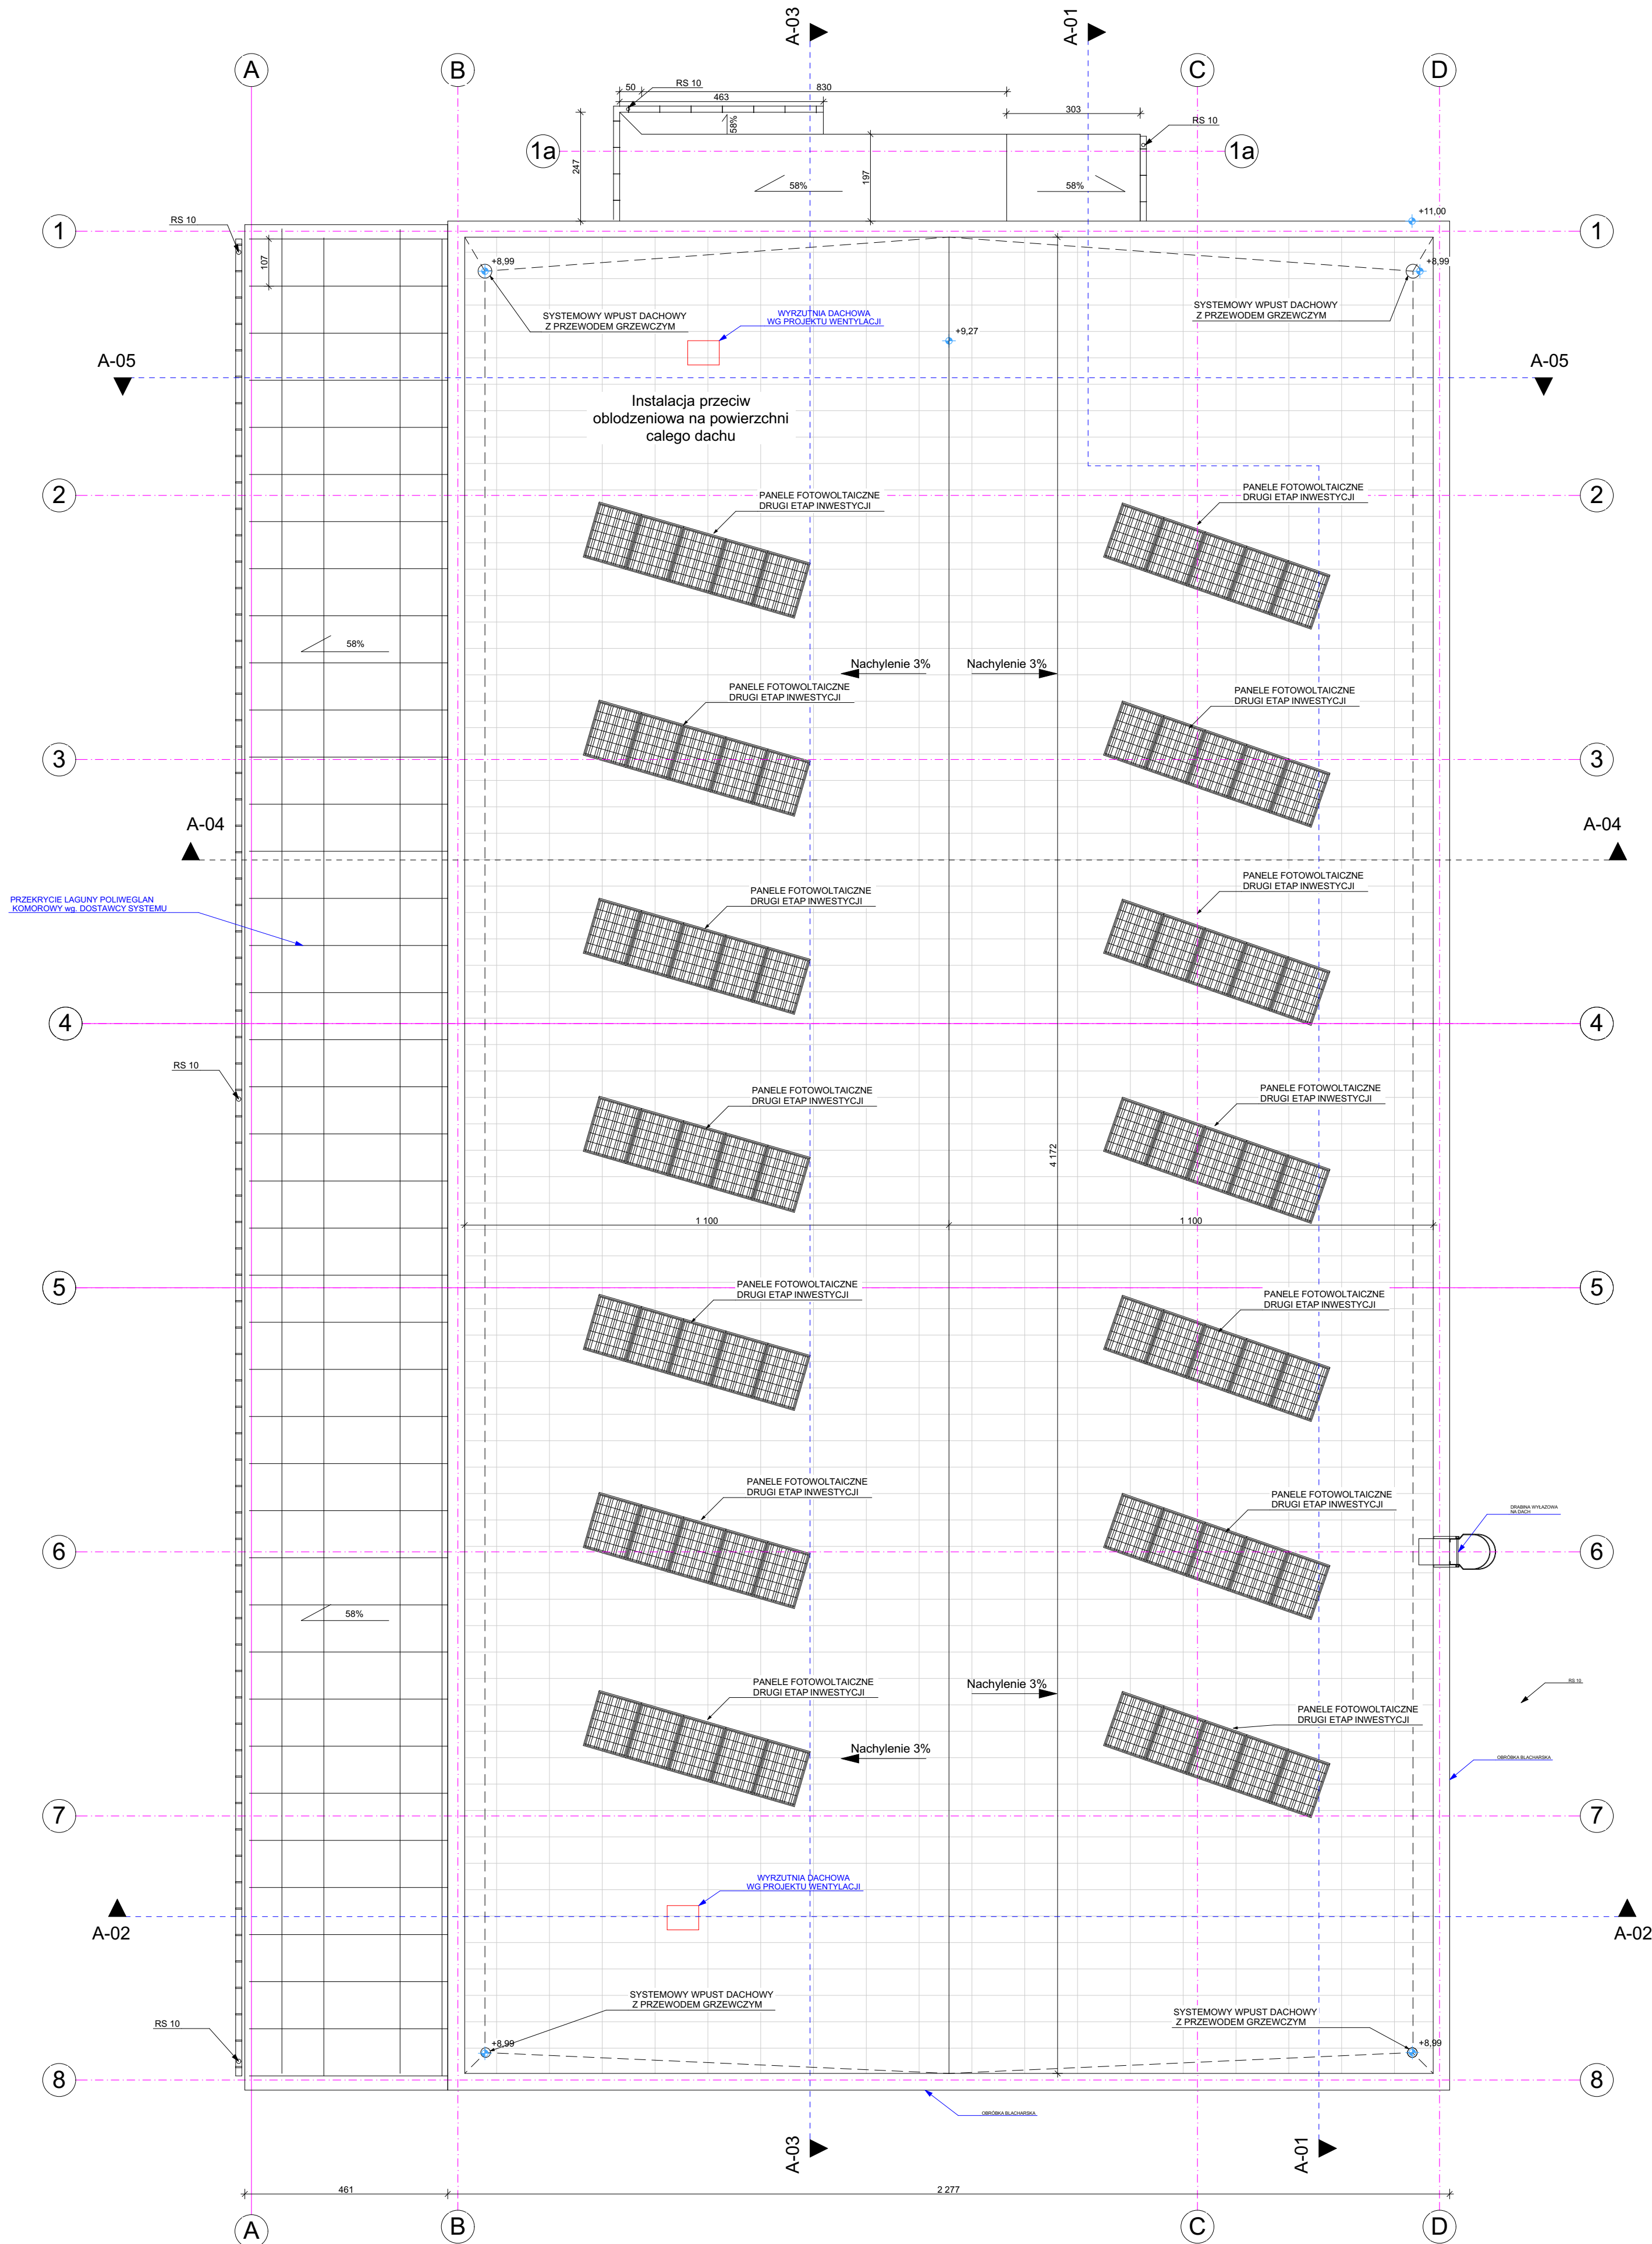 A-03
A-01
A
B
C
D
50
RS 10
830
463
303
RS 10
58%
1a
1a
247
197
58%
58%
RS 10
+11,00
1
1
107
+8,99
+8,99
SYSTEMOWY WPUST DACHOWY
Z PRZEWODEM GRZEWCZYM
WYRZUTNIA DACHOWA
WG PROJEKTU WENTYLACJI
SYSTEMOWY WPUST DACHOWY
Z PRZEWODEM GRZEWCZYM
+9,27
A-05
A-05
Instalacja przeciw
oblodzeniowa na powierzchni
calego dachu
2
2
PANELE FOTOWOLTAICZNE
DRUGI ETAP INWESTYCJI
PANELE FOTOWOLTAICZNE
DRUGI ETAP INWESTYCJI
58%
Nachylenie 3%
Nachylenie 3%
PANELE FOTOWOLTAICZNE
DRUGI ETAP INWESTYCJI
PANELE FOTOWOLTAICZNE
DRUGI ETAP INWESTYCJI
3
3
A-04
A-04
PRZEKRYCIE LAGUNY POLIWEGLAN
KOMOROWY wg. DOSTAWCY SYSTEMU
PANELE FOTOWOLTAICZNE
DRUGI ETAP INWESTYCJI
PANELE FOTOWOLTAICZNE
DRUGI ETAP INWESTYCJI
4
4
RS 10
PANELE FOTOWOLTAICZNE
DRUGI ETAP INWESTYCJI
PANELE FOTOWOLTAICZNE
DRUGI ETAP INWESTYCJI
4 172
1 100
1 100
5
5
PANELE FOTOWOLTAICZNE
DRUGI ETAP INWESTYCJI
PANELE FOTOWOLTAICZNE
DRUGI ETAP INWESTYCJI
PANELE FOTOWOLTAICZNE
DRUGI ETAP INWESTYCJI
PANELE FOTOWOLTAICZNE
DRUGI ETAP INWESTYCJI
DRABINA WYŁAZOWA
NA DACH
6
6
58%
PANELE FOTOWOLTAICZNE
DRUGI ETAP INWESTYCJI
Nachylenie 3%
RS 10
PANELE FOTOWOLTAICZNE
DRUGI ETAP INWESTYCJI
Nachylenie 3%
OBRÓBKA BLACHARSKA
7
7
WYRZUTNIA DACHOWA
WG PROJEKTU WENTYLACJI
A-02
A-02
SYSTEMOWY WPUST DACHOWY
Z PRZEWODEM GRZEWCZYM
SYSTEMOWY WPUST DACHOWY
Z PRZEWODEM GRZEWCZYM
RS 10
+8,99
+8,99
8
8
OBRÓBKA BLACHARSKA
A-03
A-01
461
2 277
A
B
C
D